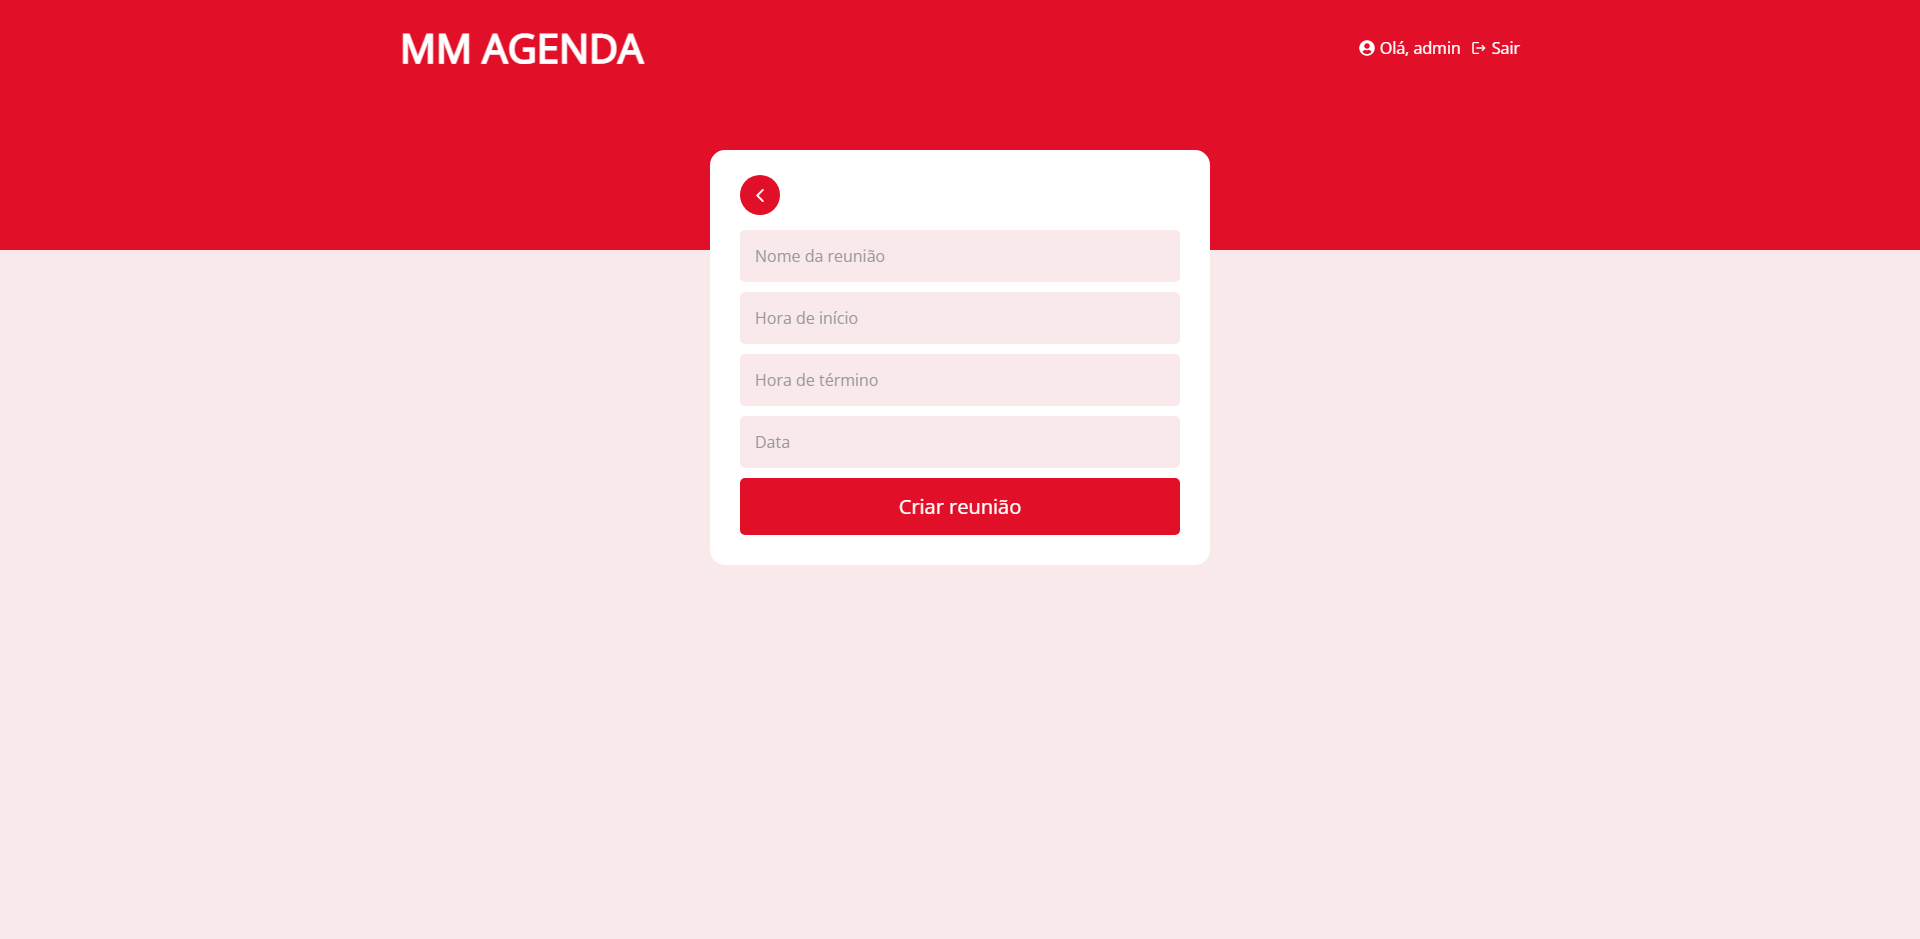 MM AGENDA
Olá, admin Sair
Nome da reunião
Hora de início
Hora de término
Data
Criar reunião